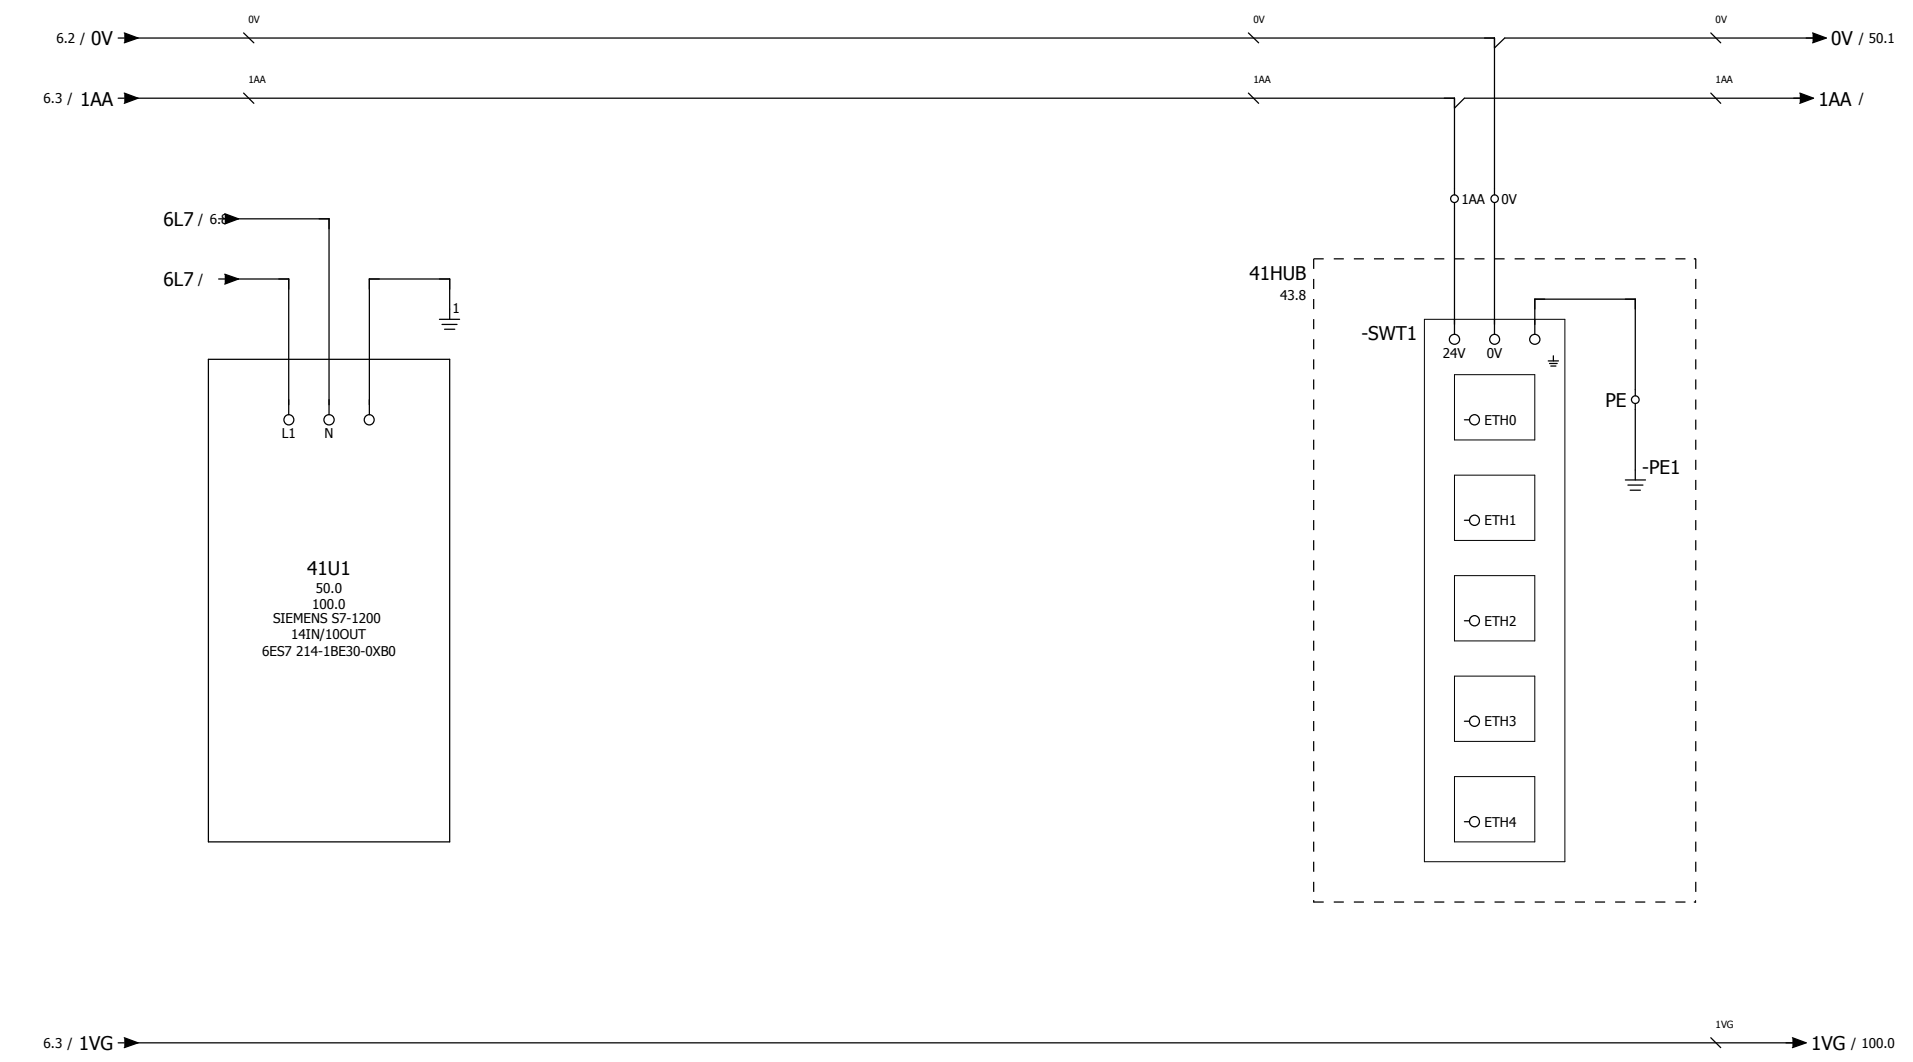 0V 0V 0V
6.2 / 0V 0V / 50.1
1AA 1AA 1AA
6.3 / 1AA 1AA /
1AA 0V
6L7 /
6L7 /
1
41HUB
43.8
-SWT1
24V 0V
L1 N
PE
-PE1
ETH0
ETH1
ETH2
ETH3
ETH4
41U1
50.0
100.0
SIEMENS S7-1200
14IN/10OUT
6ES7 214-1BE30-0XB0
1VG
6.3 / 1VG 1VG / 100.0